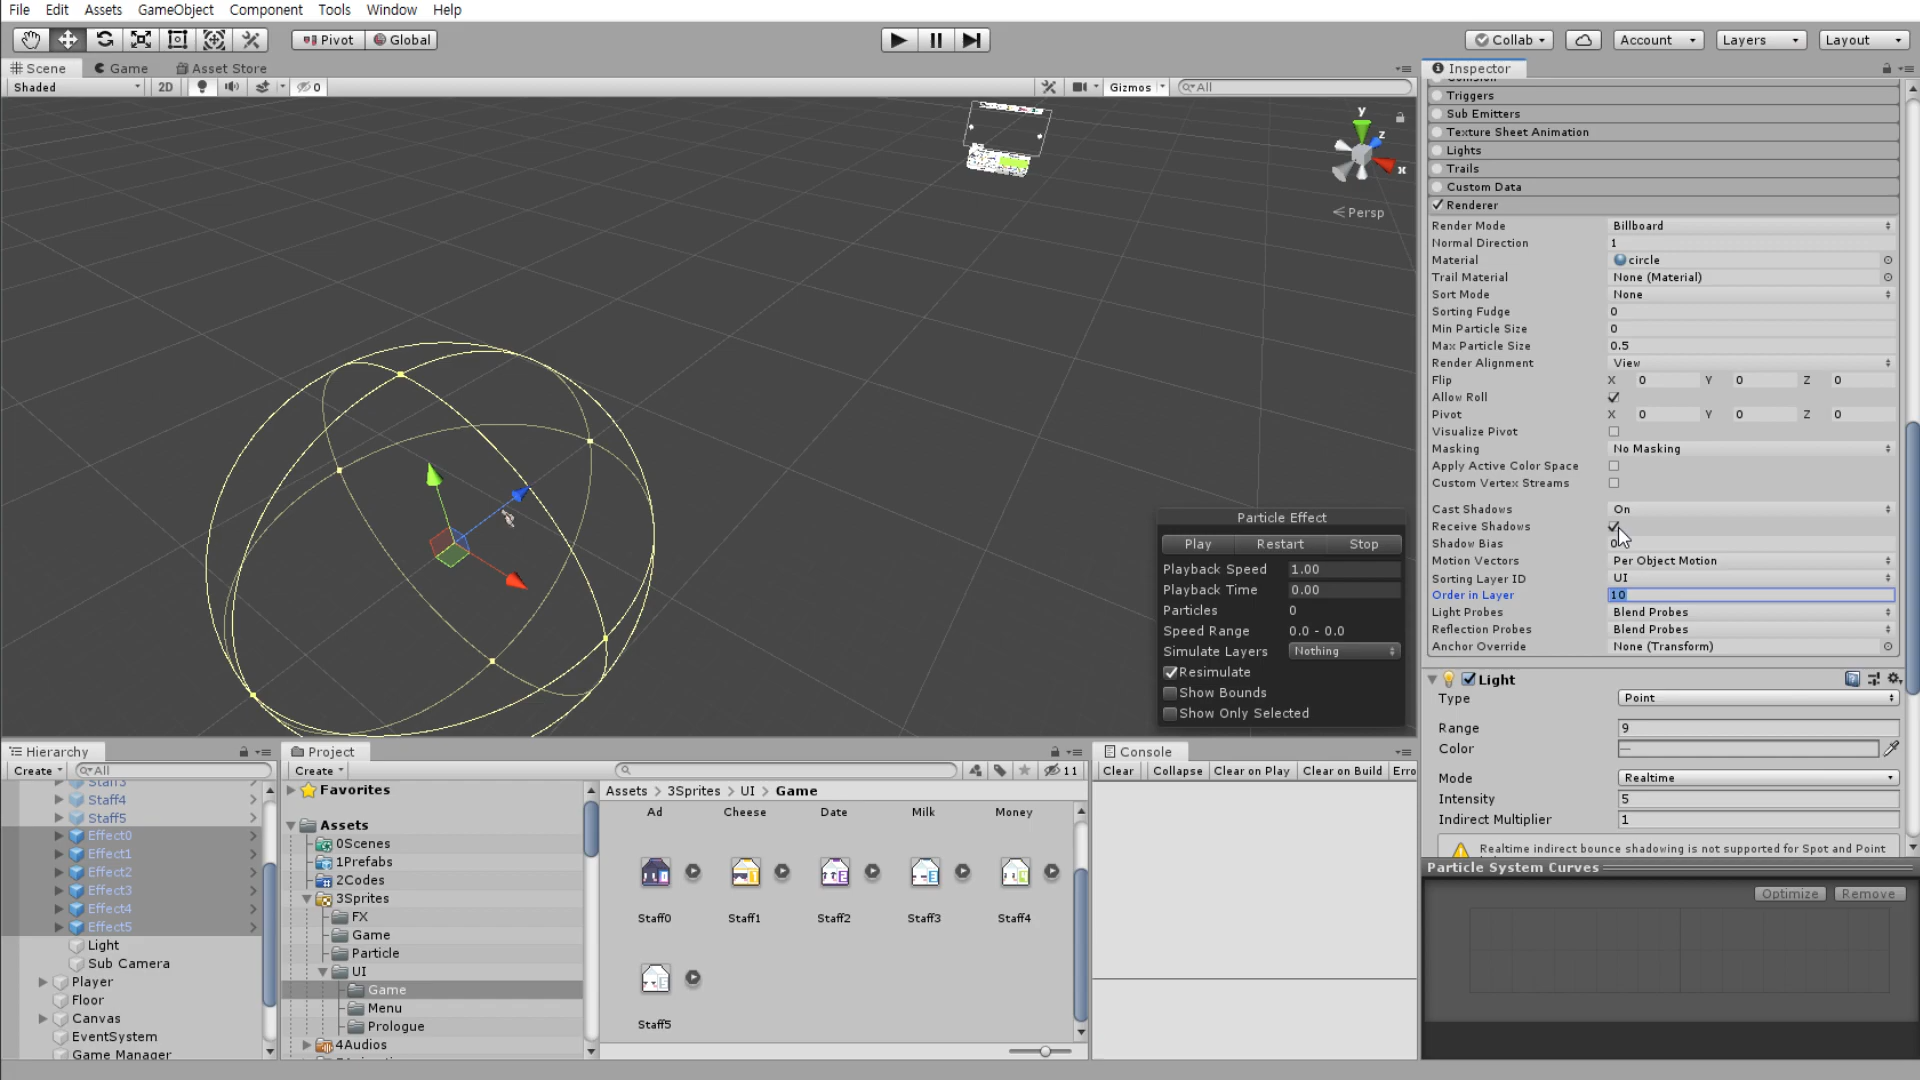 File Edit Assets GameObject Component Tools Window Help
Pivot Global Collab Account Layers Layout
Scene Game Asset Store Inspector
Shaded 2D 0 Gizmos All
y
z
x
Persp
Triggers
Sub Emitters
Texture Sheet Animation
Lights
Trails
Custom Data
Renderer
Render Mode Billboard
Normal Direction 1
Material circle
Trail Material None (Material)
Sort Mode None
Sorting Fudge 0
Min Particle Size 0
Max Particle Size 0.5
Render Alignment View
Flip X 0 Y 0 Z 0
Allow Roll
Pivot X 0 Y 0 Z 0
Visualize Pivot
Masking No Masking
Apply Active Color Space
Custom Vertex Streams
Cast Shadows On
Receive Shadows
Shadow Bias 0
Motion Vectors Per Object Motion
Sorting Layer ID UI
Order in Layer 10
Light Probes Blend Probes
Reflection Probes Blend Probes
Anchor Override None (Transform)
Light
Type Point
Range 9
Color
Mode Realtime
Intensity 5
Indirect Multiplier 1
Realtime indirect bounce shadowing is not supported for Spot and Point
Particle System Curves
Optimize Remove
Particle Effect
Play Restart Stop
Playback Speed 1.00
Playback Time 0.00
Particles 0
Speed Range 0.0 - 0.0
Simulate Layers Nothing
Resimulate
Show Bounds
Show Only Selected
Hierarchy
Create All
Staff3
Staff4
Staff5
Effect0
Effect1
Effect2
Effect3
Effect4
Effect5
Light
Sub Camera
Player
Floor
Canvas
EventSystem
Game Manager
Project
Create 11
Favorites
Assets
0Scenes
1Prefabs
2Codes
3Sprites
FX
Game
Particle
UI
Game
Menu
Prologue
4Audios
Assets > 3Sprites > UI > Game
Ad Cheese Date Milk Money
Staff0 Staff1 Staff2 Staff3 Staff4
Staff5
Console
Clear Collapse Clear on Play Clear on Build Erro